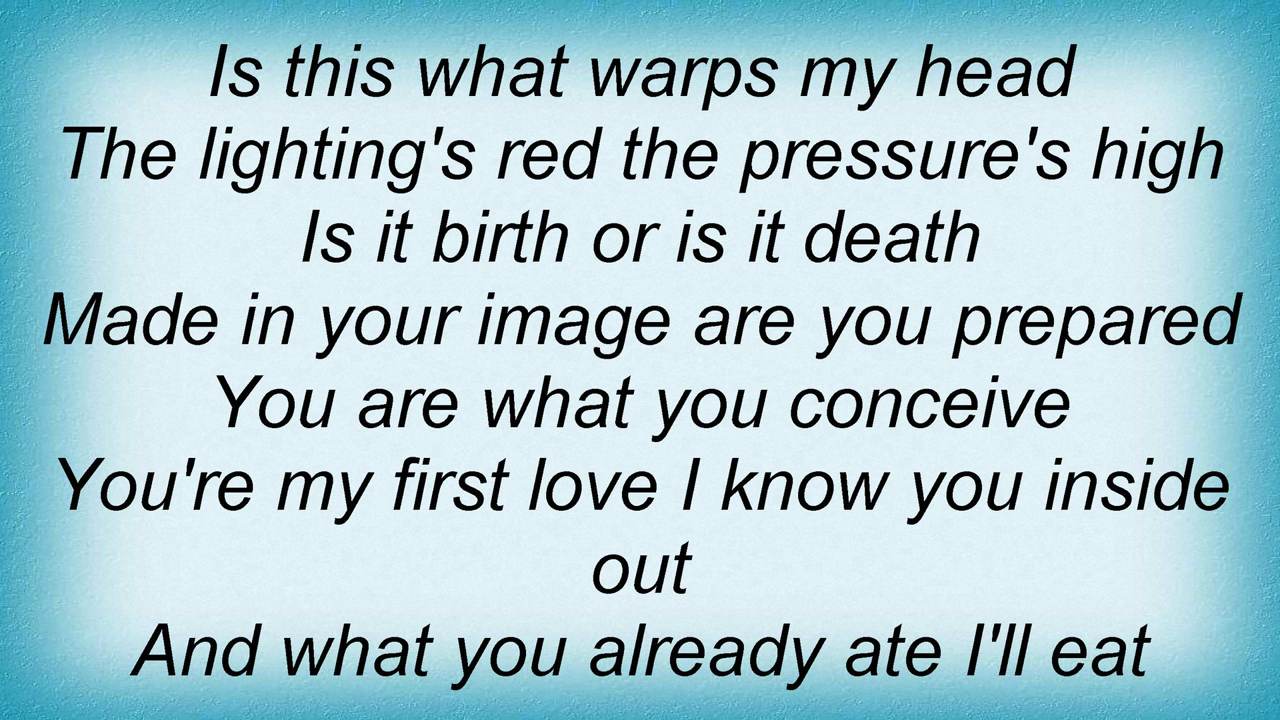 Is this what warps my head
The lighting's red the pressure's high
Is it birth or is it death
Made in your image are you prepared
You are what you conceive
You're my first love I know you inside
out
And what you already ate I'll eat